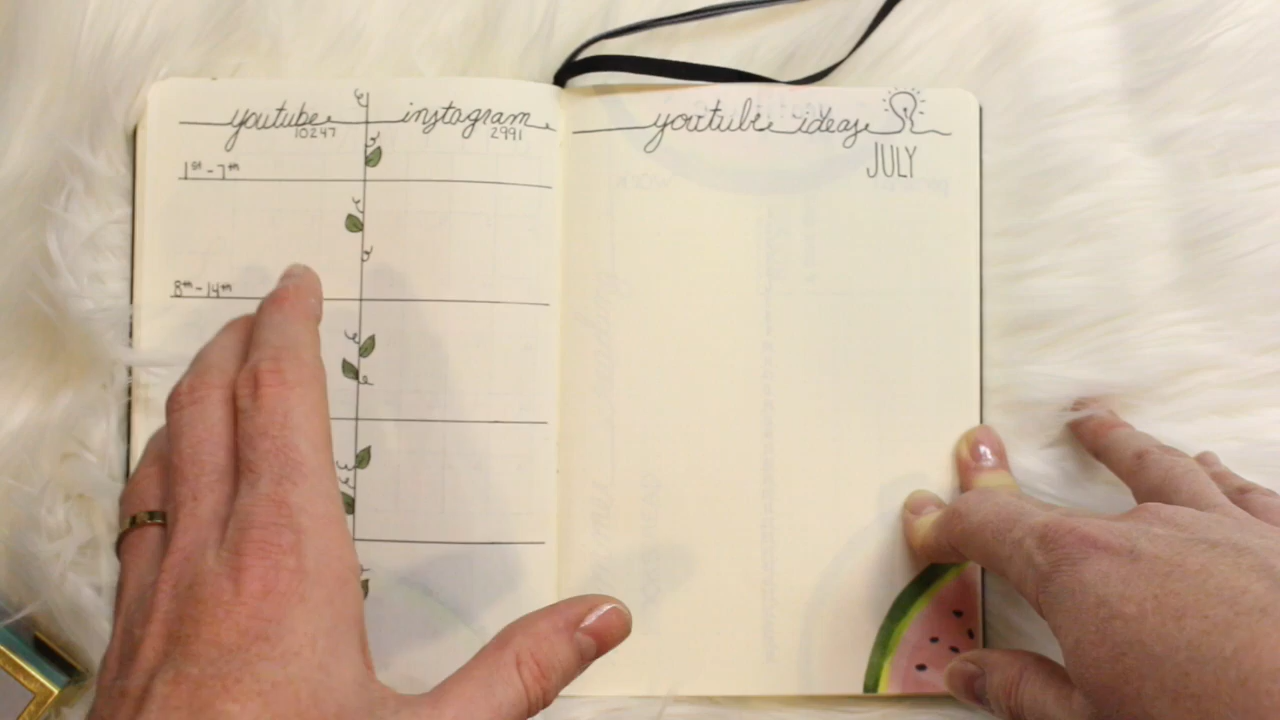 youtube
10247
instagram
2991
1st - 7th
8th - 14th
youtube ideas
JULY